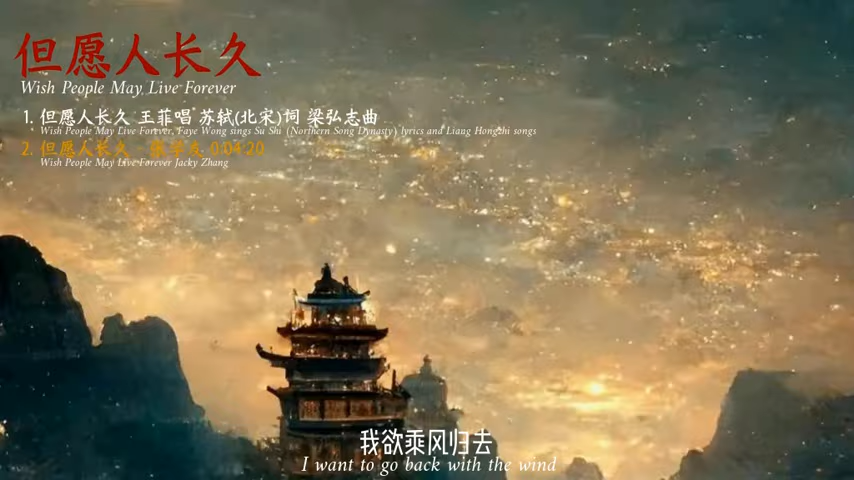 但愿人长久
Wish People May Live Forever
1. 但愿人长久 王菲唱 苏轼(北宋)词 梁弘志曲
Wish People May Live Forever, Faye Wong sings Su Shi (Northern Song Dynasty) lyrics and Liang Hongzhi songs
2. 但愿人长久 - 張学友 0:04:20
Wish People May Live Forever Jacky Zhang
我欲乘风归去
I want to go back with the wind